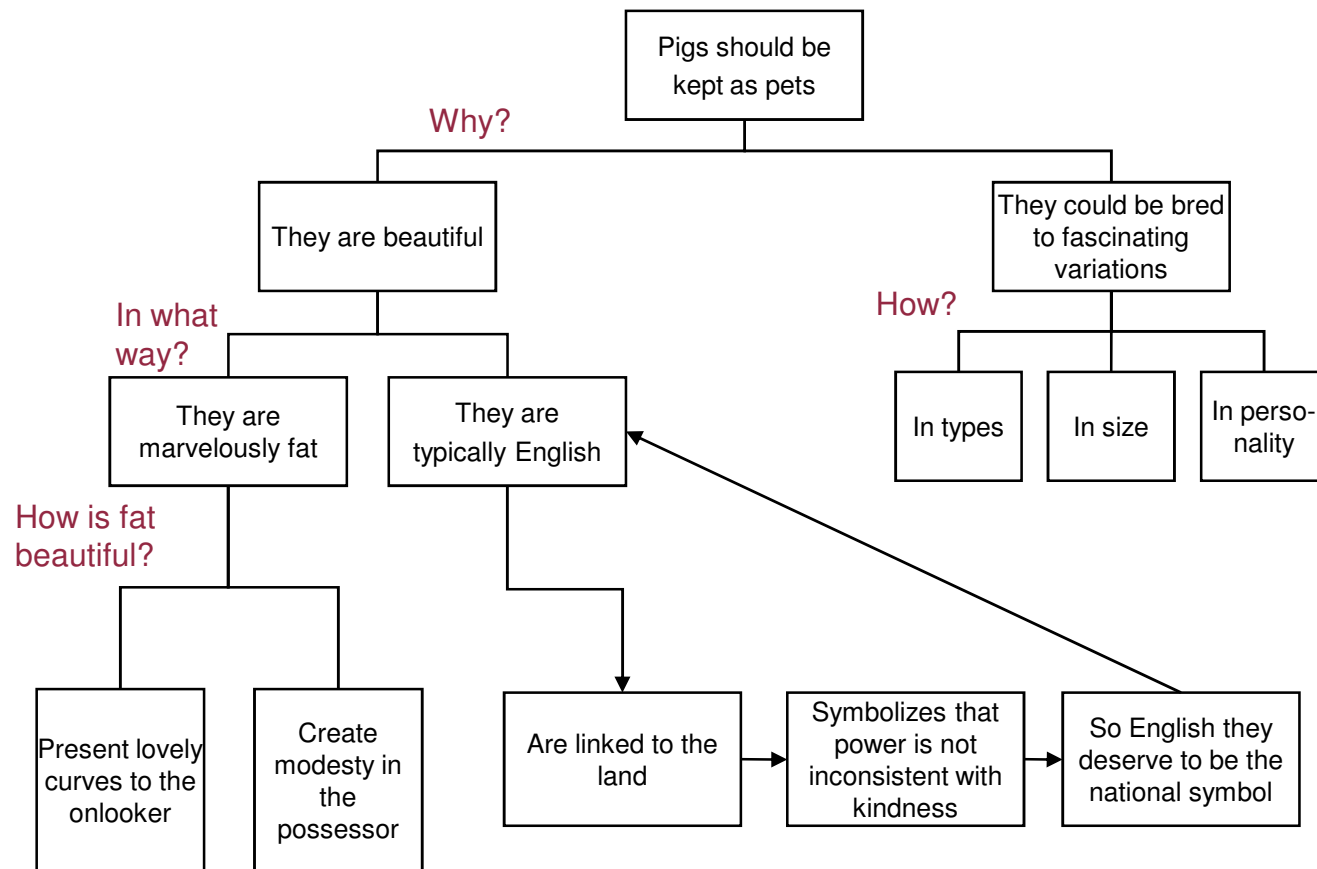 Pigs should be
kept as pets
Why?
They are beautiful
They could be bred
to fascinating
variations
In what
way?
How?
They are
marvelously fat
They are
typically English
In types
In size
In perso-
nality
How is fat
beautiful?
Present lovely
curves to the
onlooker
Create
modesty in
the
possessor
Are linked to the
land
Symbolizes that
power is not
inconsistent with
kindness
So English they
deserve to be the
national symbol